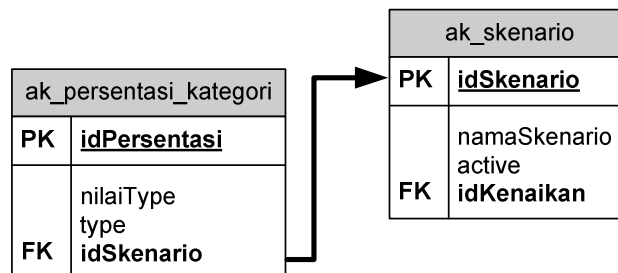 ak_skenario
PK idSkenario
namaSkenario
active
FK idKenaikan
ak_persentasi_kategori
PK idPersentasi
nilaiType
type
FK idSkenario